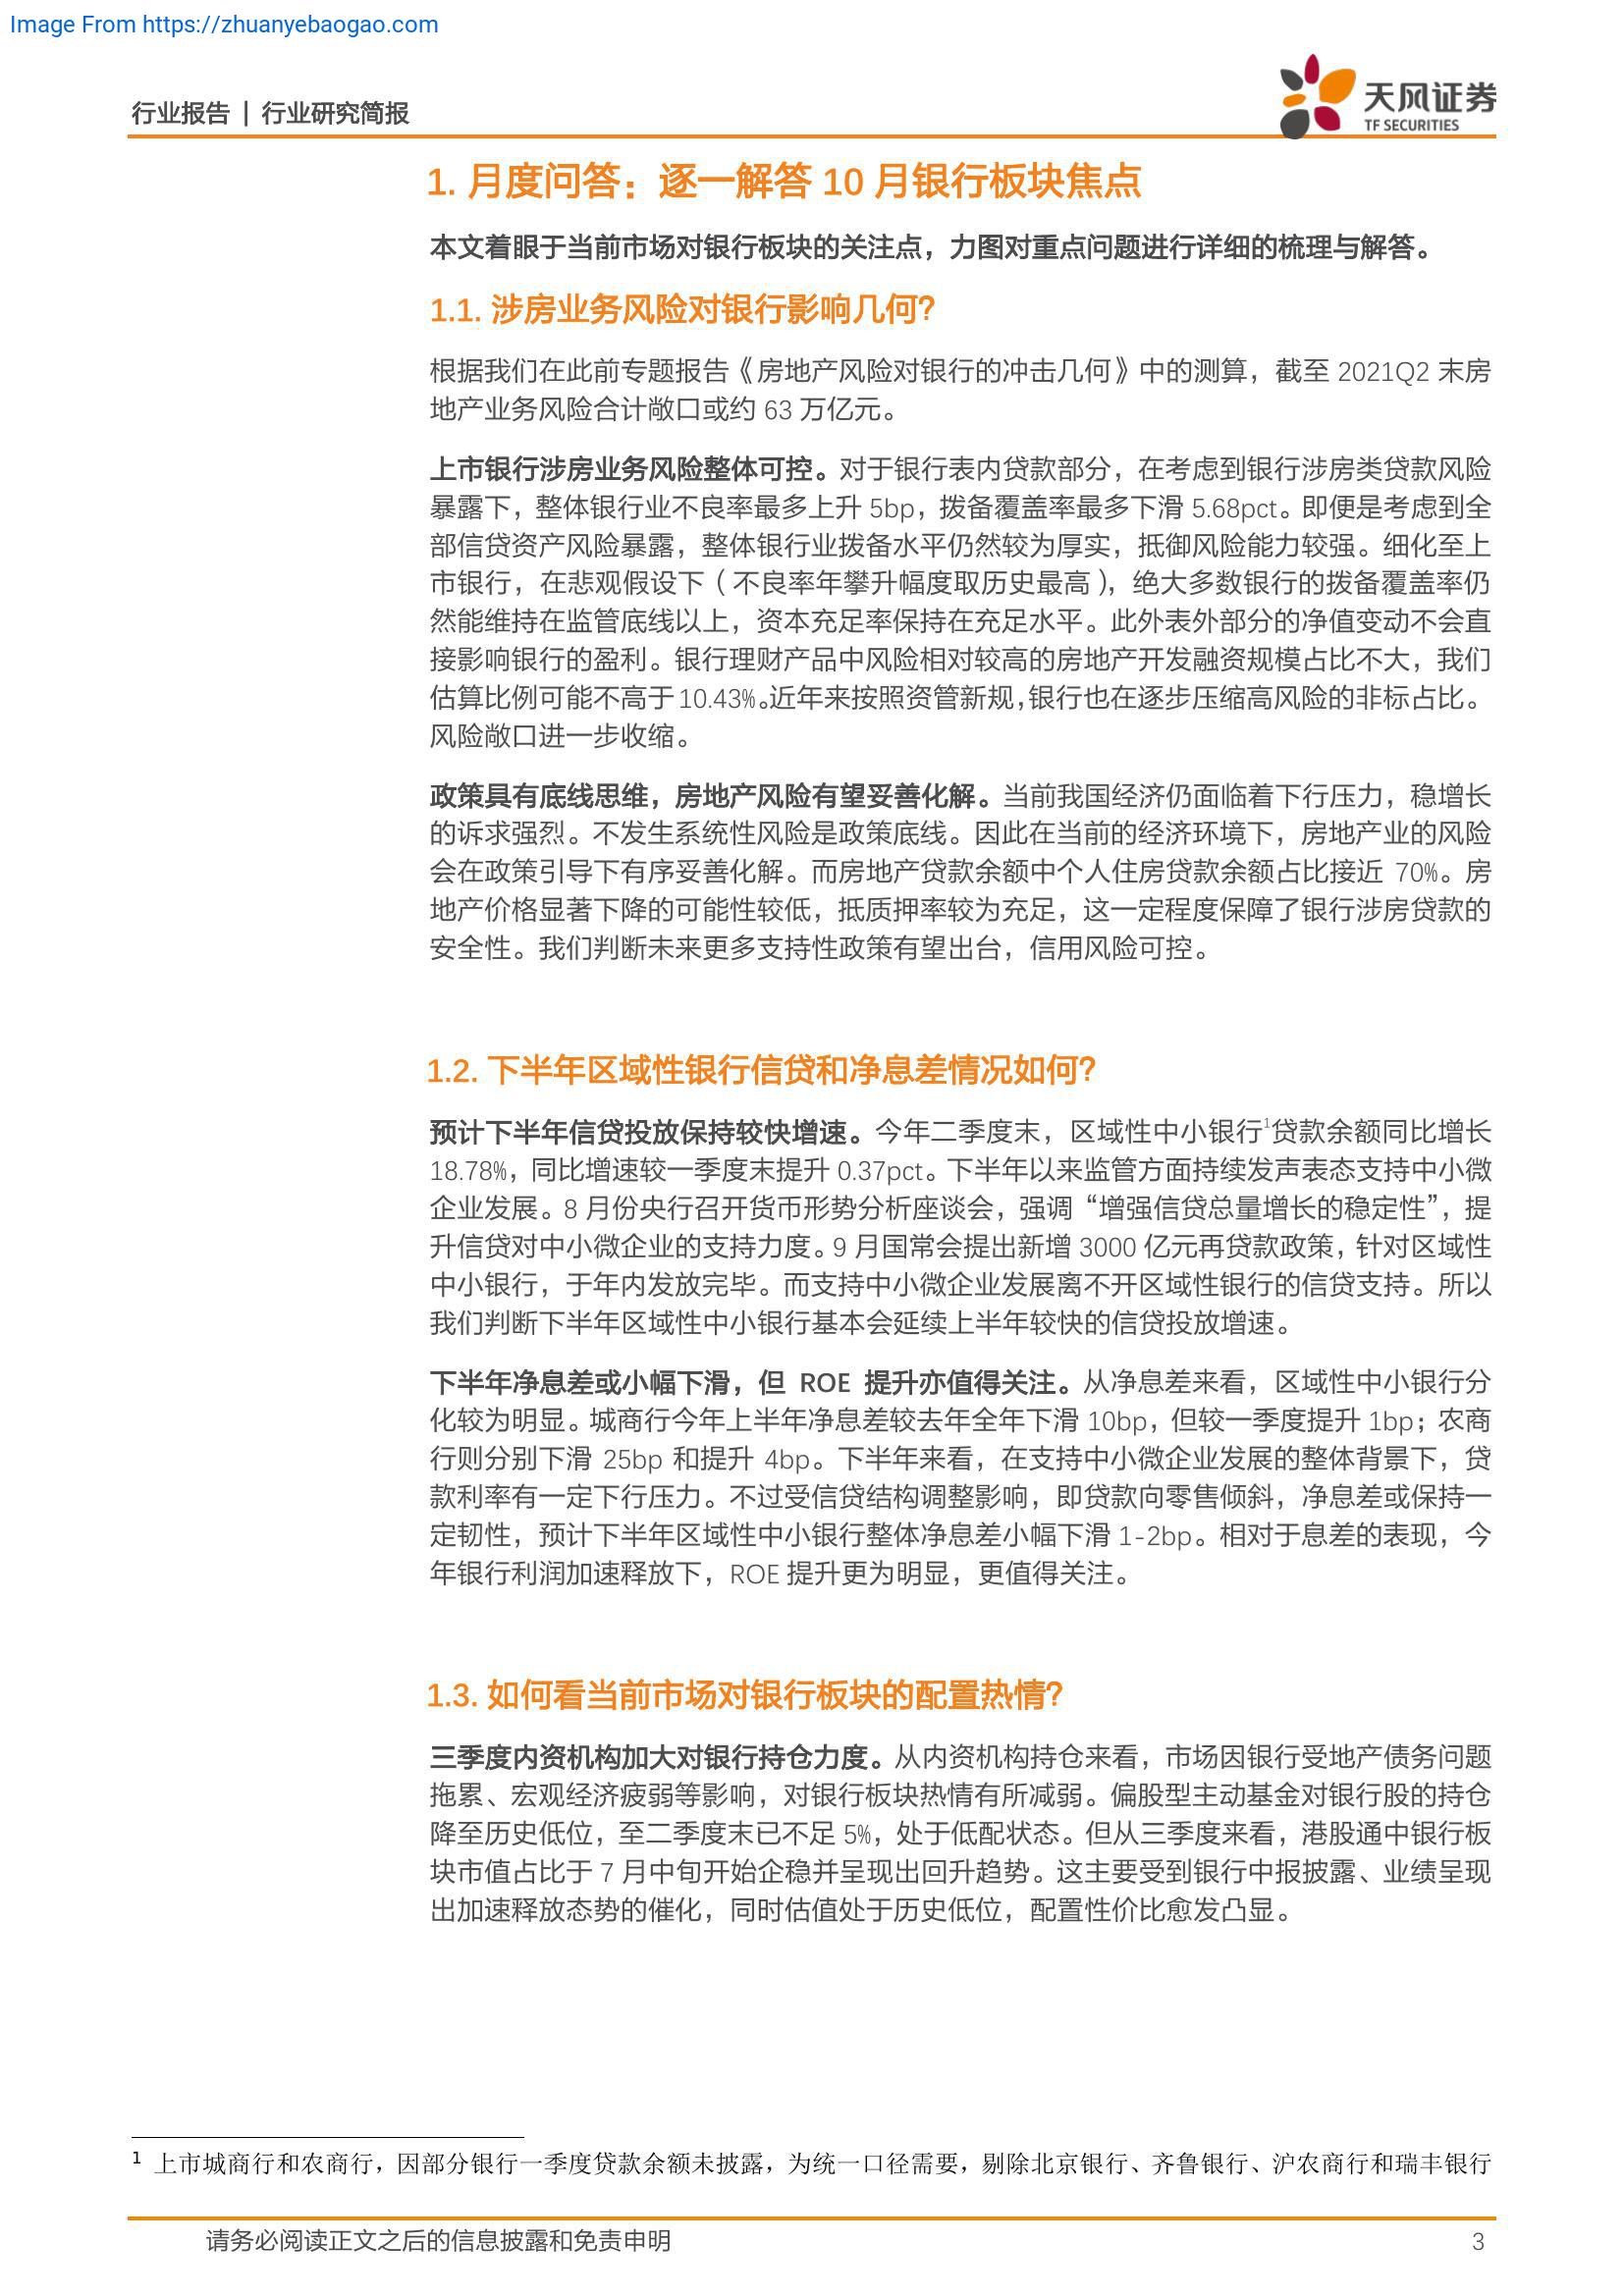 Image From https://zhuanyebaogao.com
行业报告 | 行业研究简报
天风证券
TF SECURITIES
1. 月度问答：逐一解答 10 月银行板块焦点
本文着眼于当前市场对银行板块的关注点，力图对重点问题进行详细的梳理与解答。
1.1. 涉房业务风险对银行影响几何？
根据我们在此前专题报告《房地产风险对银行的冲击几何》中的测算，截至 2021Q2 末房
地产业务风险合计敞口或约 63 万亿元。
上市银行涉房业务风险整体可控。对于银行表内贷款部分，在考虑到银行涉房类贷款风险
暴露下，整体银行业不良率最多上升 5bp，拨备覆盖率最多下滑 5.68pct。即便是考虑到全
部信贷资产风险暴露，整体银行业拨备水平仍然较为厚实，抵御风险能力较强。细化至上
市银行，在悲观假设下（不良率年攀升幅度取历史最高），绝大多数银行的拨备覆盖率仍
然能维持在监管底线以上，资本充足率保持在充足水平。此外表外部分的净值变动不会直
接影响银行的盈利。银行理财产品中风险相对较高的房地产开发融资规模占比不大，我们
估算比例可能不高于 10.43%。近年来按照资管新规，银行也在逐步压缩高风险的非标占比。
风险敞口进一步收缩。
政策具有底线思维，房地产风险有望妥善化解。当前我国经济仍面临着下行压力，稳增长
的诉求强烈。不发生系统性风险是政策底线。因此在当前的经济环境下，房地产业的风险
会在政策引导下有序妥善化解。而房地产贷款余额中个人住房贷款余额占比接近 70%。房
地产价格显著下降的可能性较低，抵质押率较为充足，这一定程度保障了银行涉房贷款的
安全性。我们判断未来更多支持性政策有望出台，信用风险可控。
1.2. 下半年区域性银行信贷和净息差情况如何？
预计下半年信贷投放保持较快增速。今年二季度末，区域性中小银行1贷款余额同比增长
18.78%，同比增速较一季度末提升 0.37pct。下半年以来监管方面持续发声表态支持中小微
企业发展。8 月份央行召开货币形势分析座谈会，强调“增强信贷总量增长的稳定性”，提
升信贷对中小微企业的支持力度。9 月国常会提出新增 3000 亿元再贷款政策，针对区域性
中小银行，于年内发放完毕。而支持中小微企业发展离不开区域性银行的信贷支持。所以
我们判断下半年区域性中小银行基本会延续上半年较快的信贷投放增速。
下半年净息差或小幅下滑，但 ROE 提升亦值得关注。从净息差来看，区域性中小银行分
化较为明显。城商行今年上半年净息差较去年全年下滑 10bp，但较一季度提升 1bp；农商
行则分别下滑 25bp 和提升 4bp。下半年来看，在支持中小微企业发展的整体背景下，贷
款利率有一定下行压力。不过受信贷结构调整影响，即贷款向零售倾斜，净息差或保持一
定韧性，预计下半年区域性中小银行整体净息差小幅下滑 1-2bp。相对于息差的表现，今
年银行利润加速释放下，ROE 提升更为明显，更值得关注。
1.3. 如何看当前市场对银行板块的配置热情？
三季度内资机构加大对银行持仓力度。从内资机构持仓来看，市场因银行受地产债务问题
拖累、宏观经济疲弱等影响，对银行板块热情有所减弱。偏股型主动基金对银行股的持仓
降至历史低位，至二季度末已不足 5%，处于低配状态。但从三季度来看，港股通中银行板
块市值占比于 7 月中旬开始企稳并呈现出回升趋势。这主要受到银行中报披露、业绩呈现
出加速释放态势的催化，同时估值处于历史低位，配置性价比愈发凸显。
1 上市城商行和农商行，因部分银行一季度贷款余额未披露，为统一口径需要，剔除北京银行、齐鲁银行、沪农商行和瑞丰银行
请务必阅读正文之后的信息披露和免责申明
3